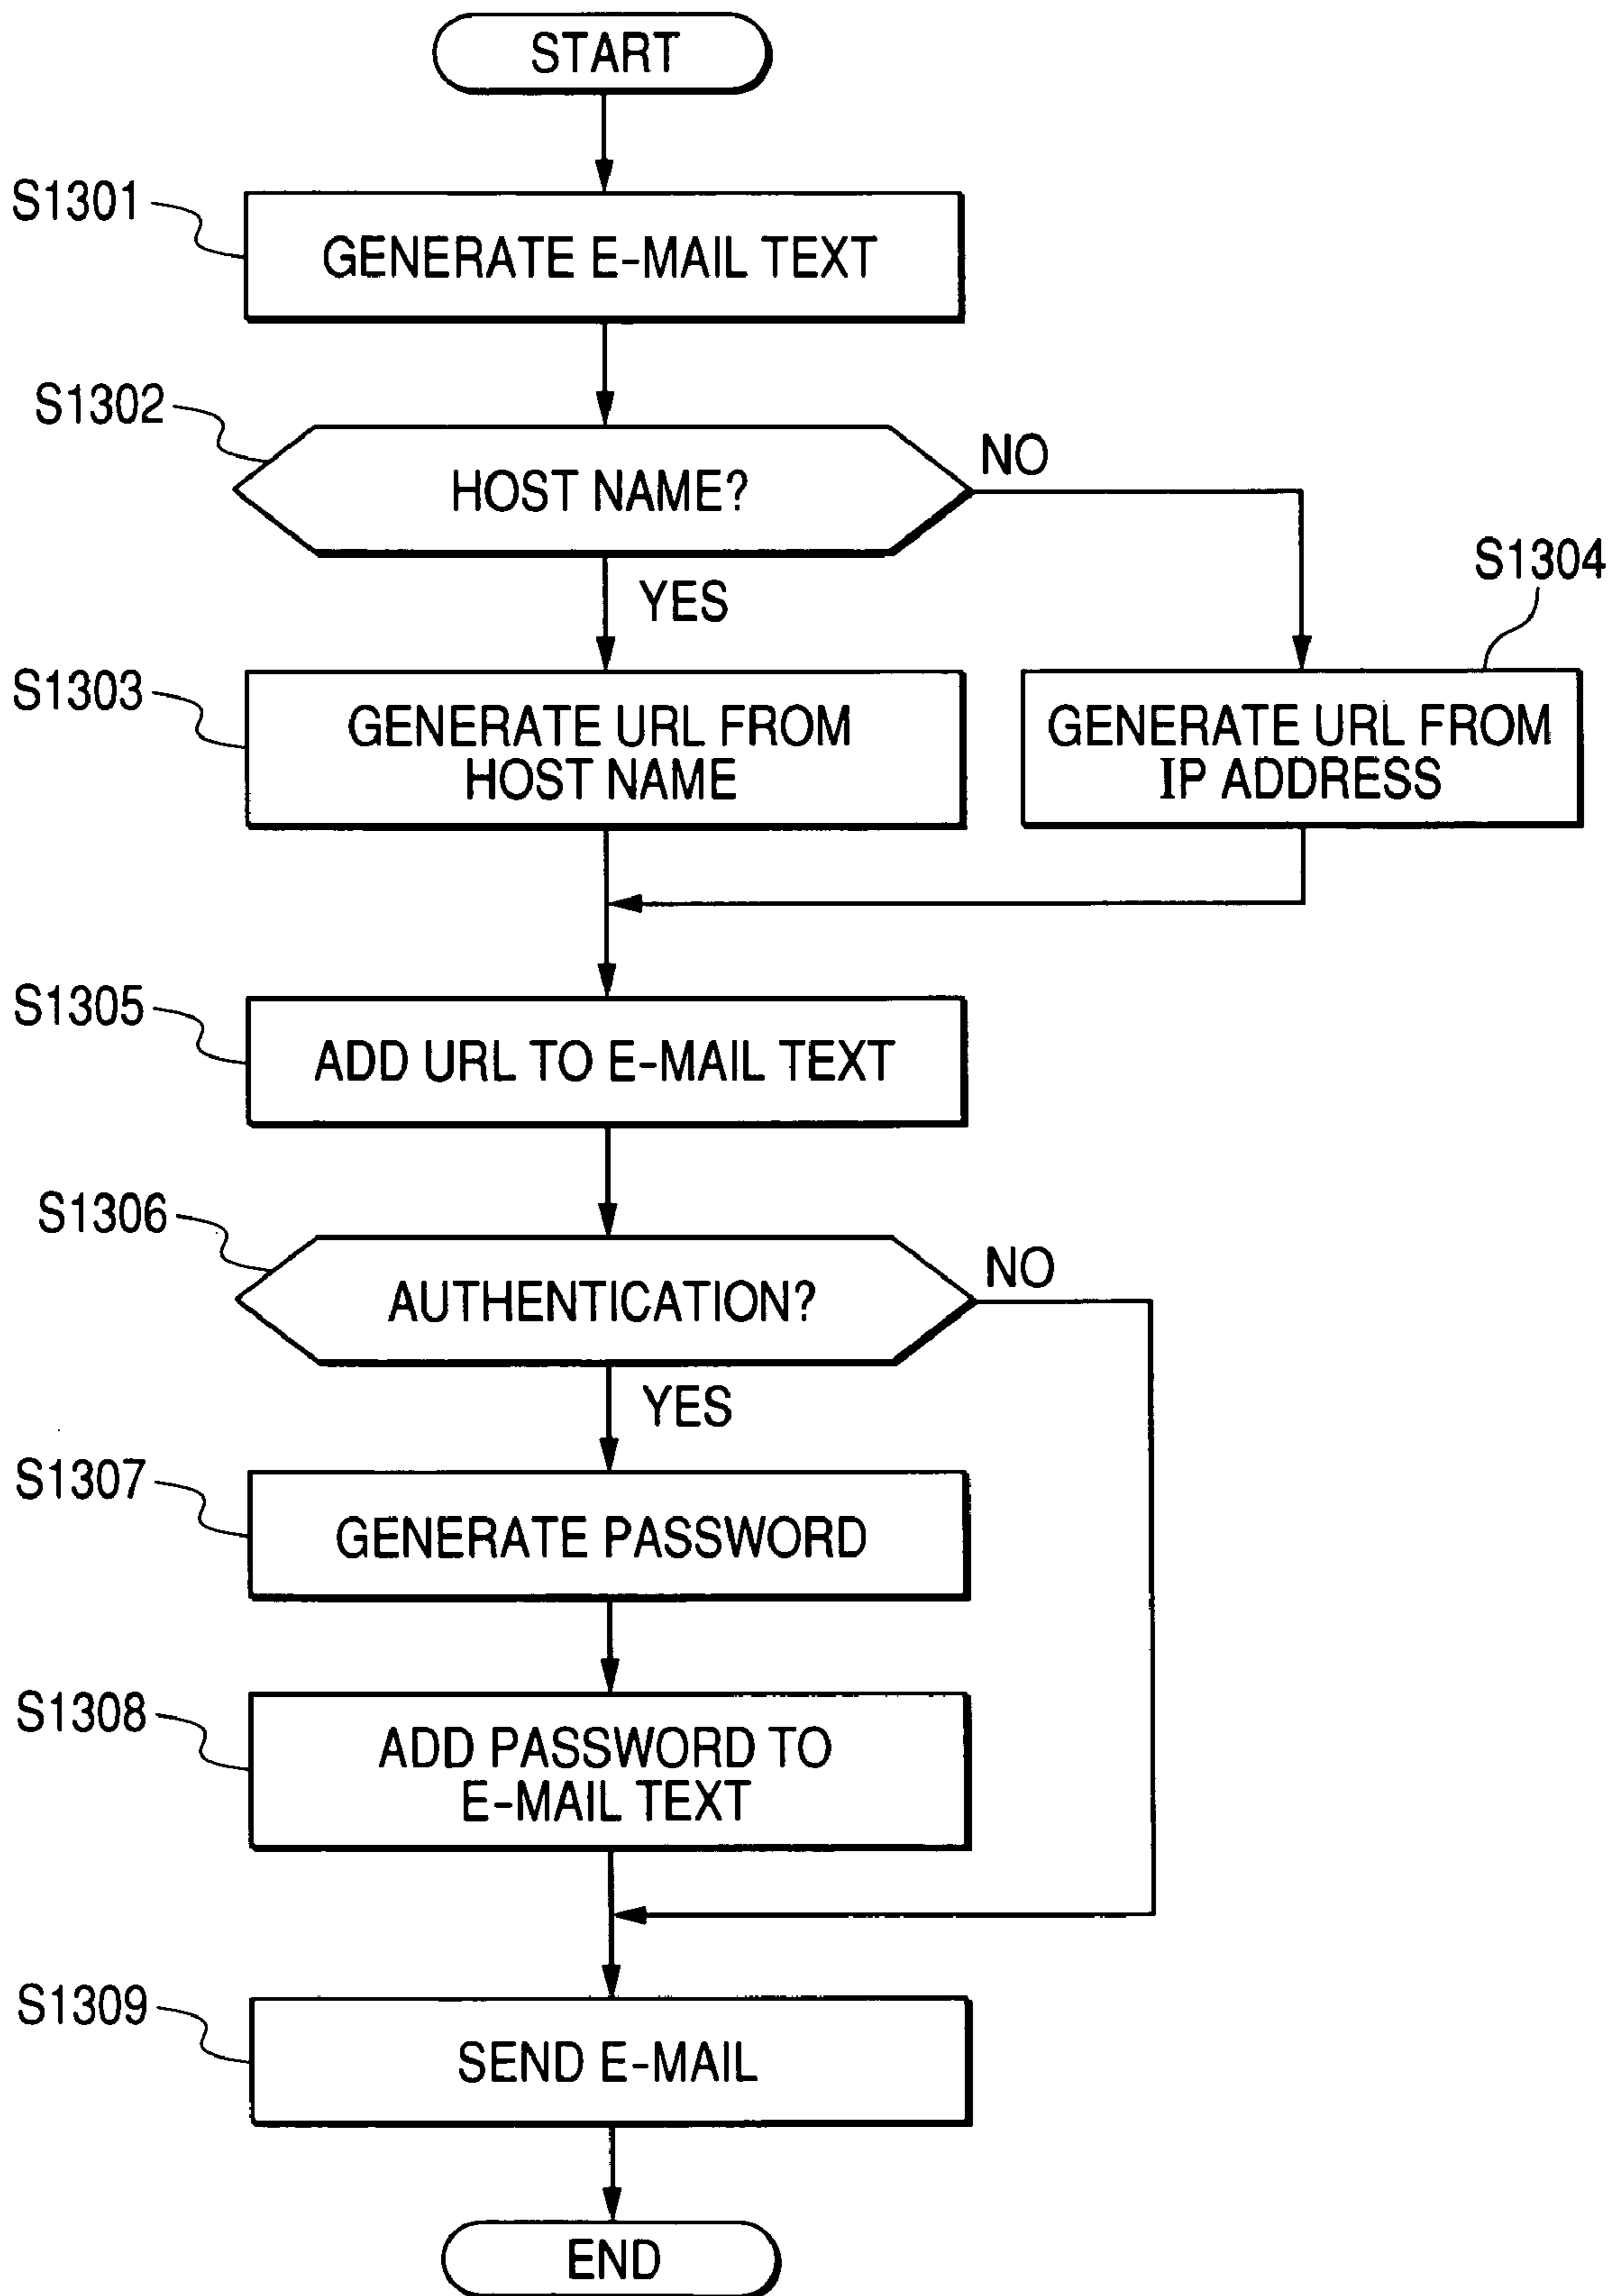 START
S1301
GENERATE E-MAIL TEXT
S1302
HOST NAME?
NO
YES
S1304
S1303
GENERATE URL FROM
HOST NAME
GENERATE URL FROM
IP ADDRESS
S1305
ADD URL TO E-MAIL TEXT
S1306
AUTHENTICATION?
NO
YES
S1307
GENERATE PASSWORD
S1308
ADD PASSWORD TO
E-MAIL TEXT
S1309
SEND E-MAIL
END